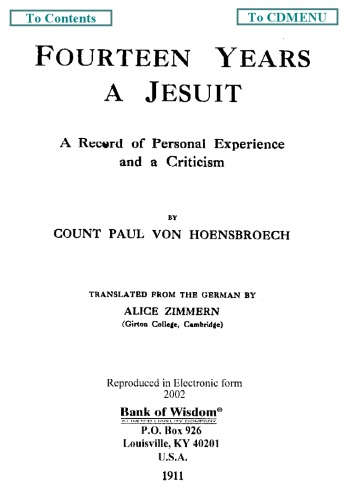 To Contents
To CDMENU
FOURTEEN YEARS
A JESUIT
A Record of Personal Experience
and a Criticism
BY
COUNT PAUL VON HOENSBROECH
TRANSLATED FROM THE GERMAN BY
ALICE ZIMMERN
(Girton College, Cambridge)
Reproduced in Electronic form
2002
Bank of Wisdom®
P.O. Box 926
Louisville, KY 40201
U.S.A.
1911